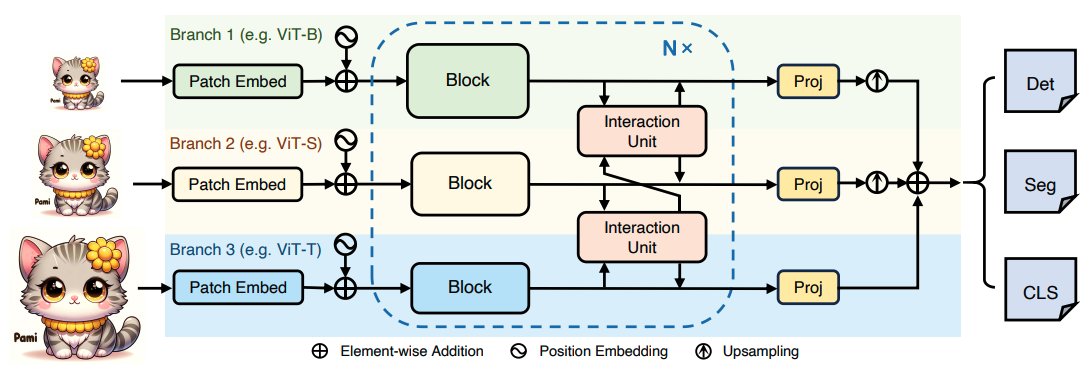 Branch 1 (e.g. ViT-B)
N×
Patch Embed
Block
Proj
Det
Pami
Interaction
Unit
Branch 2 (e.g. ViT-S)
Patch Embed
Block
Proj
Seg
Pami
Interaction
Unit
Branch 3 (e.g. ViT-T)
Patch Embed
Block
Proj
CLS
Pami
Element-wise Addition
Position Embedding
Upsampling